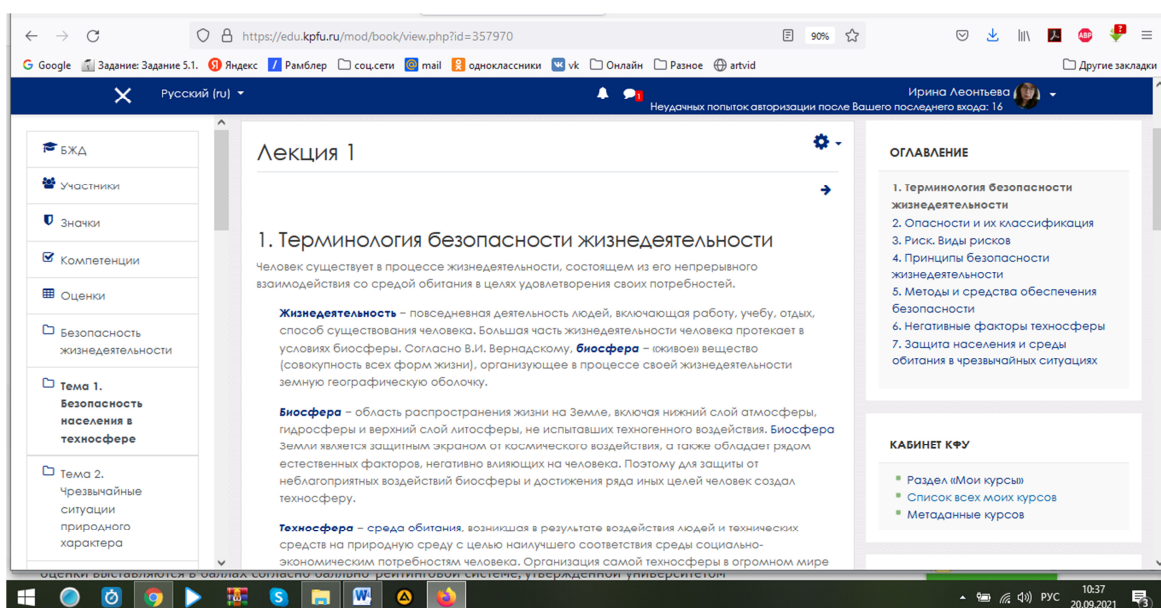 https://edu.kpfu.ru/mod/book/view.php?id=357970
90%
ABP
Google
Задание: Задание 5.1.
Яндекс
Рамблер
соц.сети
mail
одноклассники
vk
Онлайн
Разное
artvid
Другие закладки
Русский (ru)
1
Ирина Леонтьева
Неудачных попыток авторизации после Вашего последнего входа: 16
БЖД
Участники
Значки
Компетенции
Оценки
Безопасность
жизнедеятельности
Тема 1.
Безопасность
населения в
техносфере
Тема 2.
Чрезвычайные
ситуации
природного
характера
Лекция 1
1. Терминология безопасности жизнедеятельности
Человек существует в процессе жизнедеятельности, состоящем из его непрерывного
взаимодействия со средой обитания в целях удовлетворения своих потребностей.
Жизнедеятельность – повседневная деятельность людей, включающая работу, учебу, отдых,
способ существования человека. Большая часть жизнедеятельности человека протекает в
условиях биосферы. Согласно В.И. Вернадскому, биосфера – «живое» вещество
(совокупность всех форм жизни), организующее в процессе своей жизнедеятельности
земную географическую оболочку.
Биосфера – область распространения жизни на Земле, включая нижний слой атмосферы,
гидросферы и верхний слой литосферы, не испытавших техногенного воздействия. Биосфера
Земли является защитным экраном от космического воздействия, а также обладает рядом
естественных факторов, негативно влияющих на человека. Поэтому для защиты от
неблагоприятных воздействий биосферы и достижения ряда иных целей человек создал
техносферу.
Техносфера – среда обитания, возникшая в результате воздействия людей и технических
средств на природную среду с целью наилучшего соответствия среды социально-
экономическим потребностям человека. Организация самой техносферы в огромном мире
ОГЛАВЛЕНИЕ
1. Терминология безопасности
жизнедеятельности
2. Опасности и их классификация
3. Риск. Виды рисков
4. Принципы безопасности
жизнедеятельности
5. Методы и средства обеспечения
безопасности
6. Негативные факторы техносферы
7. Защита населения и среды
обитания в чрезвычайных ситуациях
КАБИНЕТ КФУ
Раздел «Мои курсы»
Список всех моих курсов
Метаданные курсов
оценки выставляются в баллах согласно балльно-рейтинговой системе, утвержденной университетом
РУС
10:37
20.09.2021
3